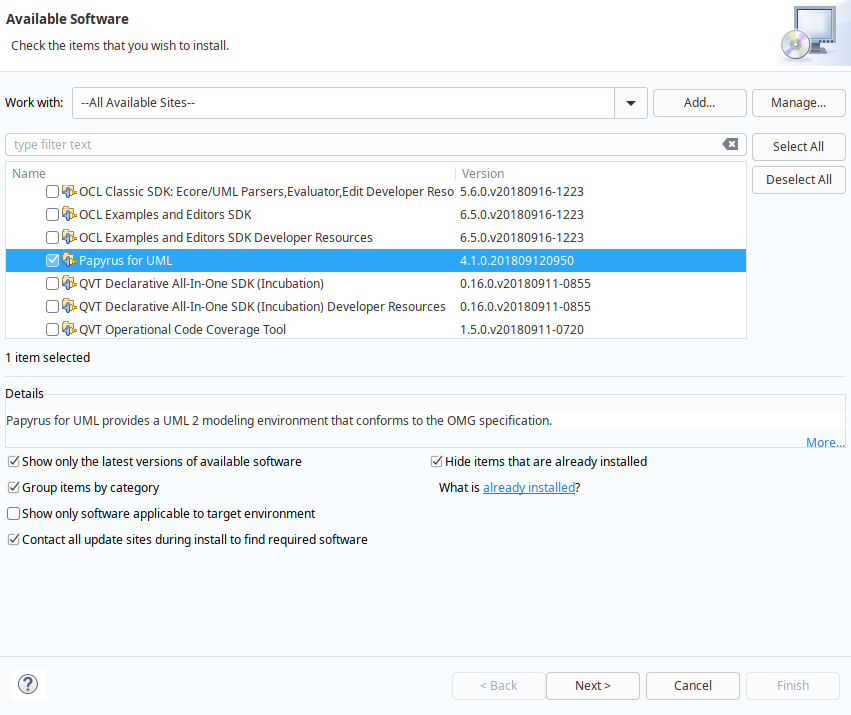 Available Software
Check the items that you wish to install.
Work with: --All Available Sites-- Add... Manage...
type filter text Select All
Deselect All
Name Version
OCL Classic SDK: Ecore/UML Parsers,Evaluator,Edit Developer Reso 5.6.0.v20180916-1223
OCL Examples and Editors SDK 6.5.0.v20180916-1223
OCL Examples and Editors SDK Developer Resources 6.5.0.v20180916-1223
Papyrus for UML 4.1.0.201809120950
QVT Declarative All-In-One SDK (Incubation) 0.16.0.v20180911-0855
QVT Declarative All-In-One SDK (Incubation) Developer Resources 0.16.0.v20180911-0855
QVT Operational Code Coverage Tool 1.5.0.v20180911-0720
1 item selected
Details
Papyrus for UML provides a UML 2 modeling environment that conforms to the OMG specification.
More...
Show only the latest versions of available software Hide items that are already installed
Group items by category What is already installed?
Show only software applicable to target environment
Contact all update sites during install to find required software
? < Back Next > Cancel Finish